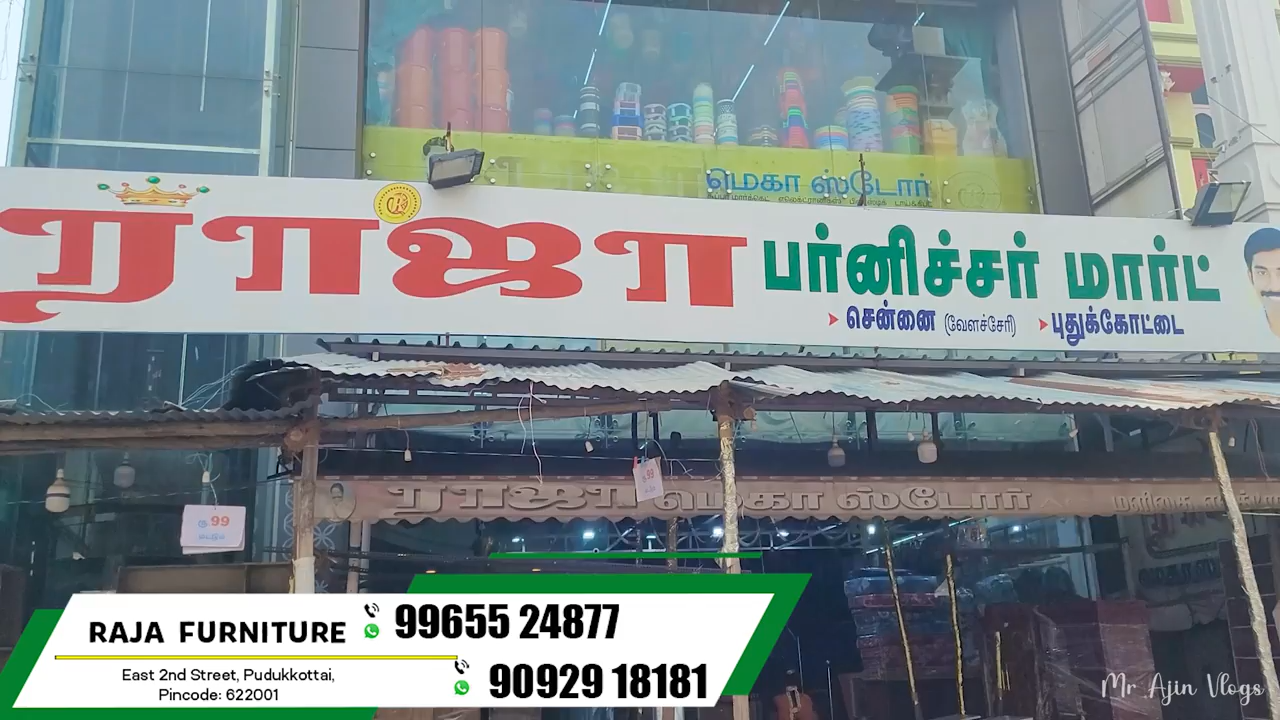 மெகா ஸ்டோர்
ராஜா பர்னிச்சர் மார்ட்
சென்னை (வேளச்சேரி) புதுக்கோட்டை
ராஜா மெகா ஸ்டோர்
ரூ 99
RAJA FURNITURE
99655 24877
East 2nd Street, Pudukkottai,
Pincode: 622001
90929 18181
Mr Ajin Vlogs